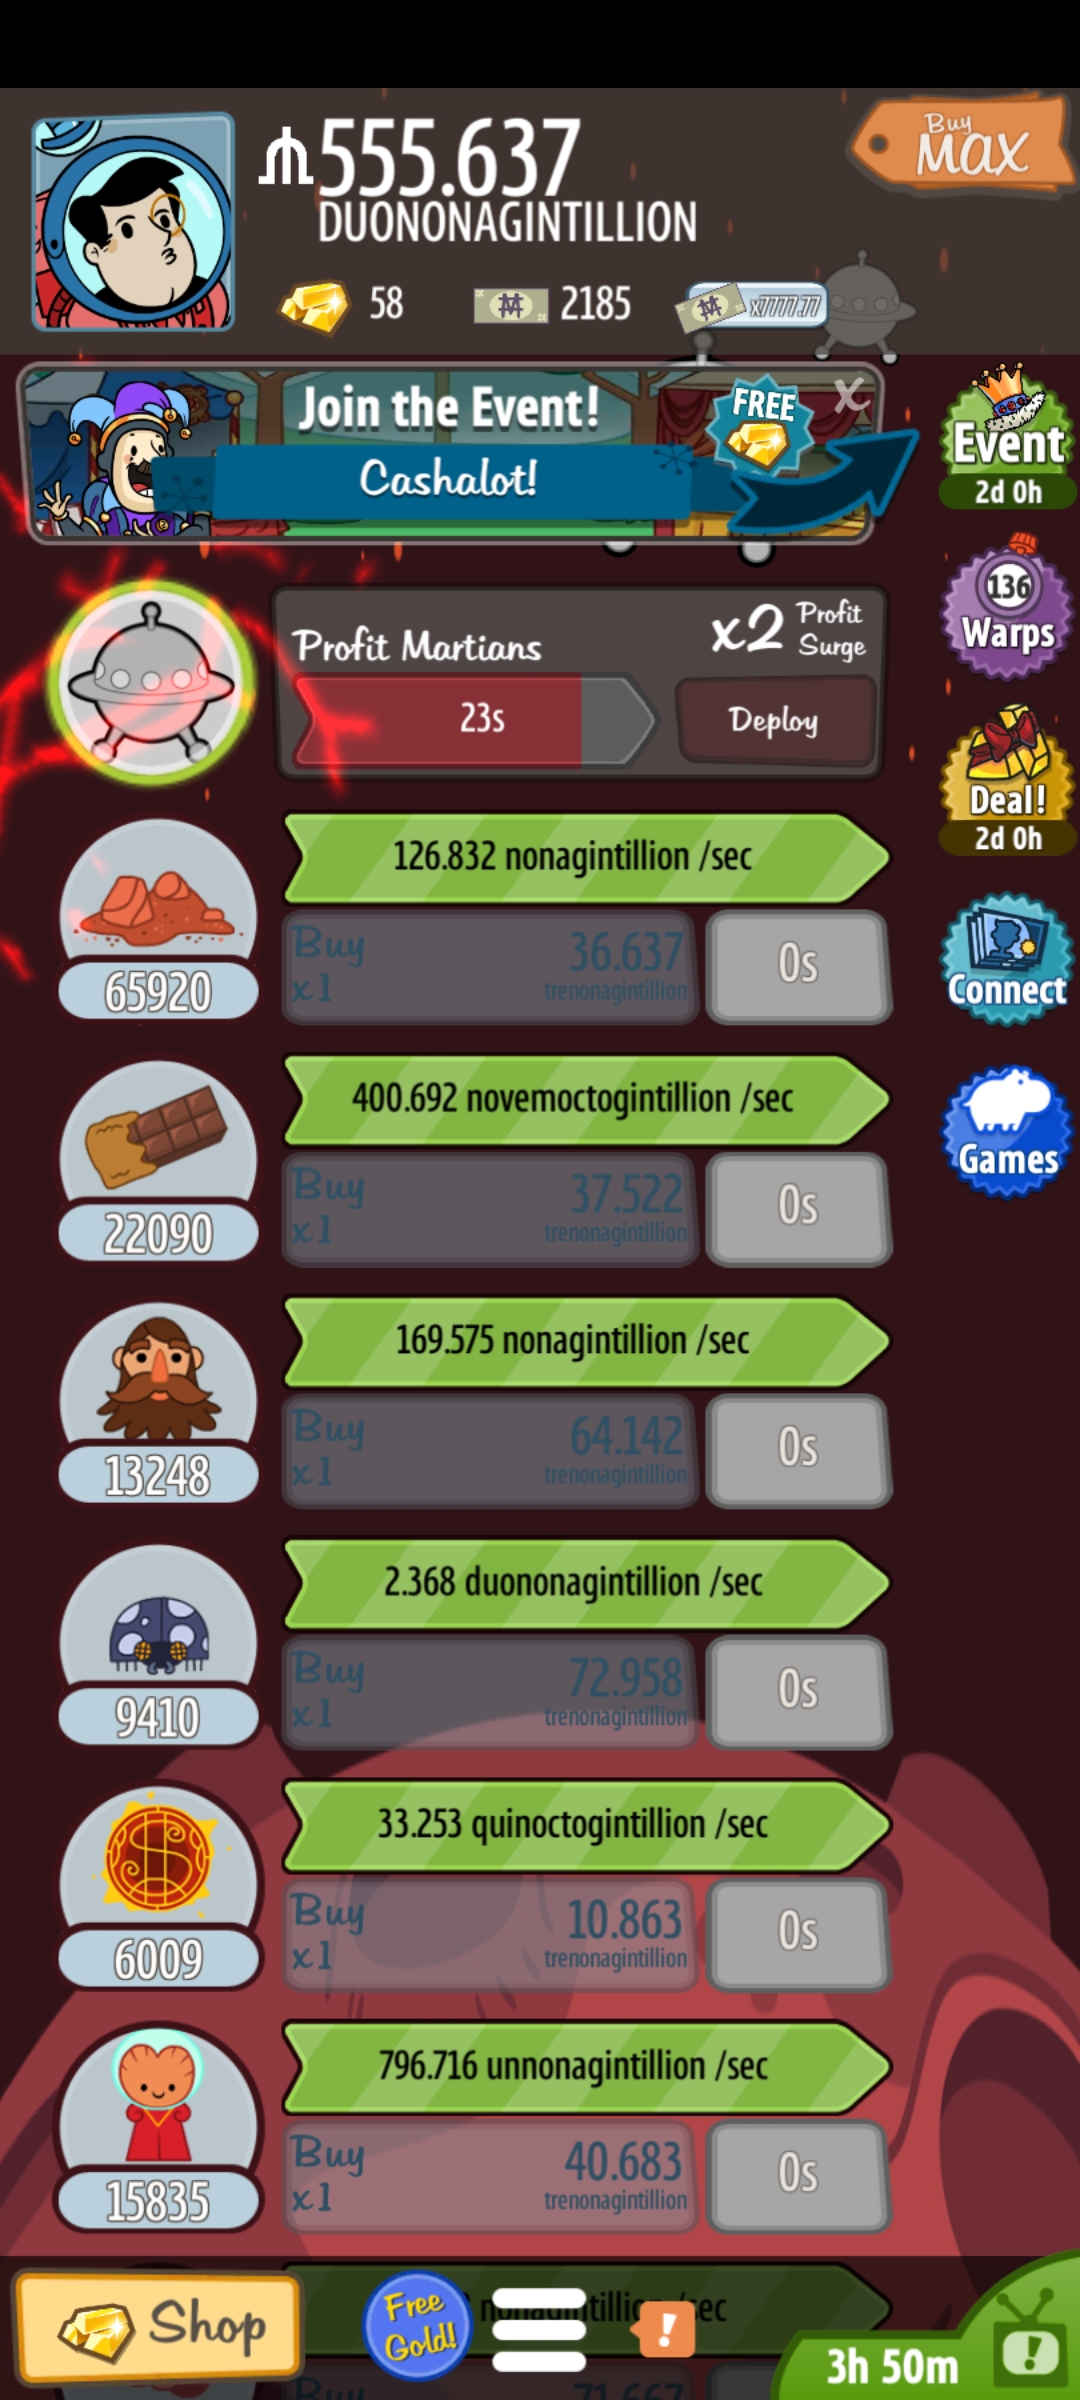 555.637
DUONONAGINTILLION
Buy
MAX
58
2185
x7777.77
Join the Event!
Cashalot!
FREE
X
Event
2d 0h
136
Warps
Deal!
2d 0h
Connect
Games
Profit Martians
x2 Profit
Surge
23s
Deploy
126.832 nonagintillion /sec
65920
Buy
x1
36.637
trenonagintillion
0s
400.692 novemoctogintillion /sec
22090
Buy
x1
37.522
trenonagintillion
0s
169.575 nonagintillion /sec
13248
Buy
x1
64.142
trenonagintillion
0s
2.368 duononagintillion /sec
9410
Buy
x1
72.958
trenonagintillion
0s
33.253 quinoctogintillion /sec
6009
Buy
x1
10.863
trenonagintillion
0s
796.716 unnonagintillion /sec
15835
Buy
x1
40.683
trenonagintillion
0s
Shop
Free
Gold!
!
3h 50m
!